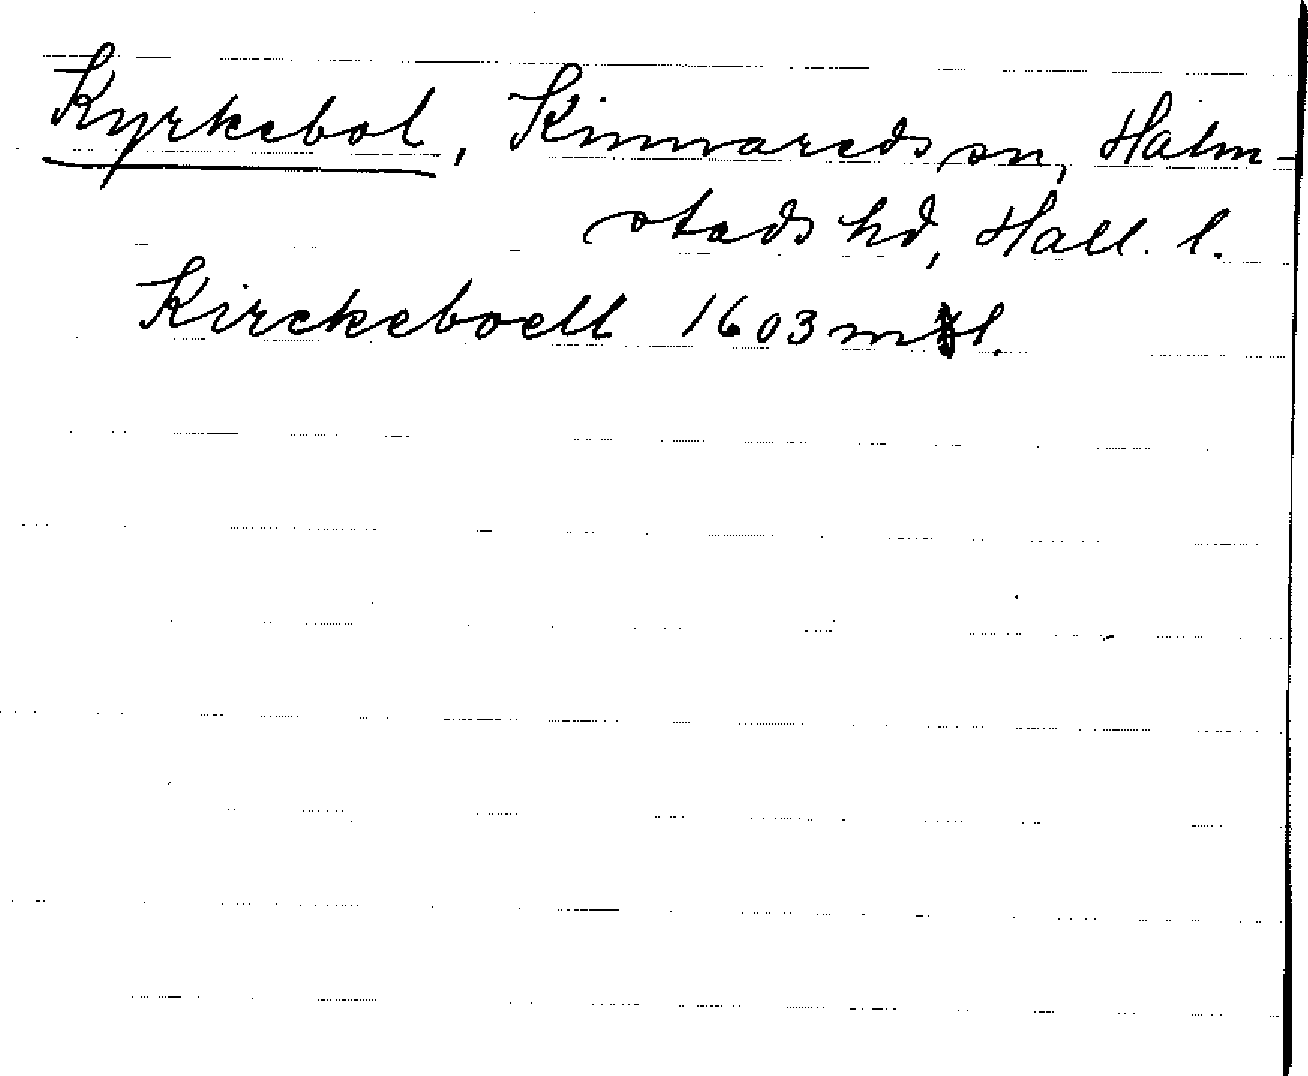 Kyrkebol, Kinnareds sn, Halm-
stads hd, Hall. l.
Kirckeboell 1603 mtl.